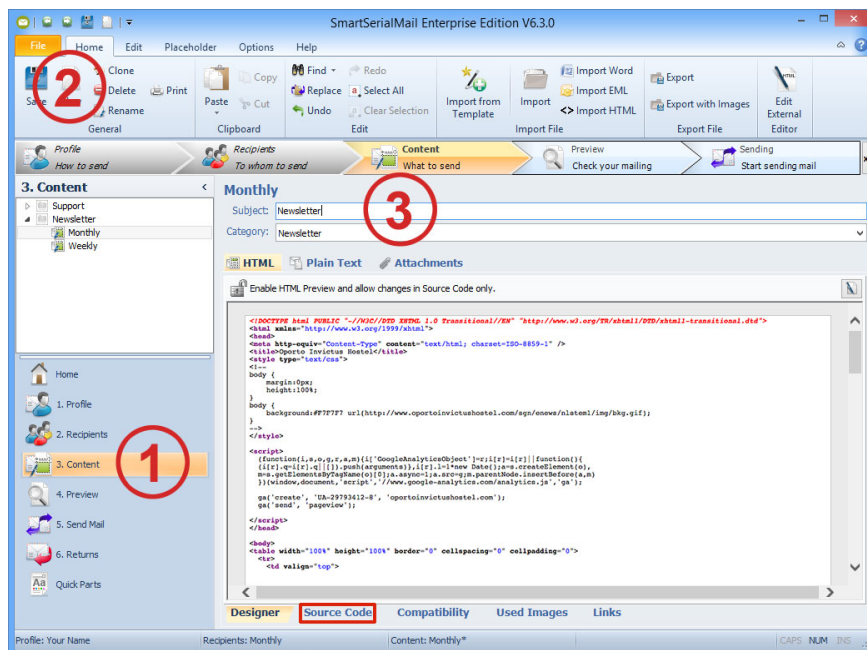 SmartSerialMail Enterprise Edition V6.3.0
File Home Edit Placeholder Options Help
2
Save
Clone
Delete
Rename
Print
General
Paste
Copy
Cut
Clipboard
Find
Replace
Undo
Redo
Select All
Clear Selection
Edit
Import from Template
Import
Import Word
Import EML
Import HTML
Import File
Export
Export with Images
Export File
Edit External Editor
Profile
How to send
Recipients
To whom to send
Content
What to send
Preview
Check your mailing
Sending
Start sending mail
3. Content
Support
Newsletter
Monthly
Weekly
Home
1. Profile
2. Recipients
3. Content
1
4. Preview
5. Send Mail
6. Returns
Aa Quick Parts
Monthly
3
Subject: Newsletter
Category: Newsletter
HTML Plain Text Attachments
Enable HTML Preview and allow changes in Source Code only.
<!DOCTYPE html PUBLIC "-//W3C//DTD XHTML 1.0 Transitional//EN" "http://www.w3.org/TR/xhtml1/DTD/xhtml1-transitional.dtd">
<html xmlns="http://www.w3.org/1999/xhtml">
<head>
<meta http-equiv="Content-Type" content="text/html; charset=ISO-8859-1" />
<title>Oporto Invictus Hostel</title>
<style type="text/css">
<!--
body {
margin:0px;
height:100%;
}
body {
background:#F7F7F7 url(http://www.oportoinvictushostel.com/sgn/enews/nlsteml/img/bkg.gif);
}
-->
</style>
<script>
(function(i,s,o,g,r,a,m){i['GoogleAnalyticsObject']=r;i[r]=i[r]||function(){
(i[r].q=i[r].q||[]).push(arguments)},i[r].l=1*new Date();a=s.createElement(o),
m=s.getElementsByTagName(o)[0];a.async=1;a.src=g;m.parentNode.insertBefore(a,m)
})(window,document,'script','//www.google-analytics.com/analytics.js','ga');
ga('create', 'UA-29793412-8', 'oportoinvictushostel.com');
ga('send', 'pageview');
</script>
</head>
<body>
<table width="100%" height="100%" border="0" cellspacing="0" cellpadding="0">
<tr>
<td valign="top">
Designer Source Code Compatibility Used Images Links
Profile: Your Name Recipients: Monthly Content: Monthly* CAPS NUM INS